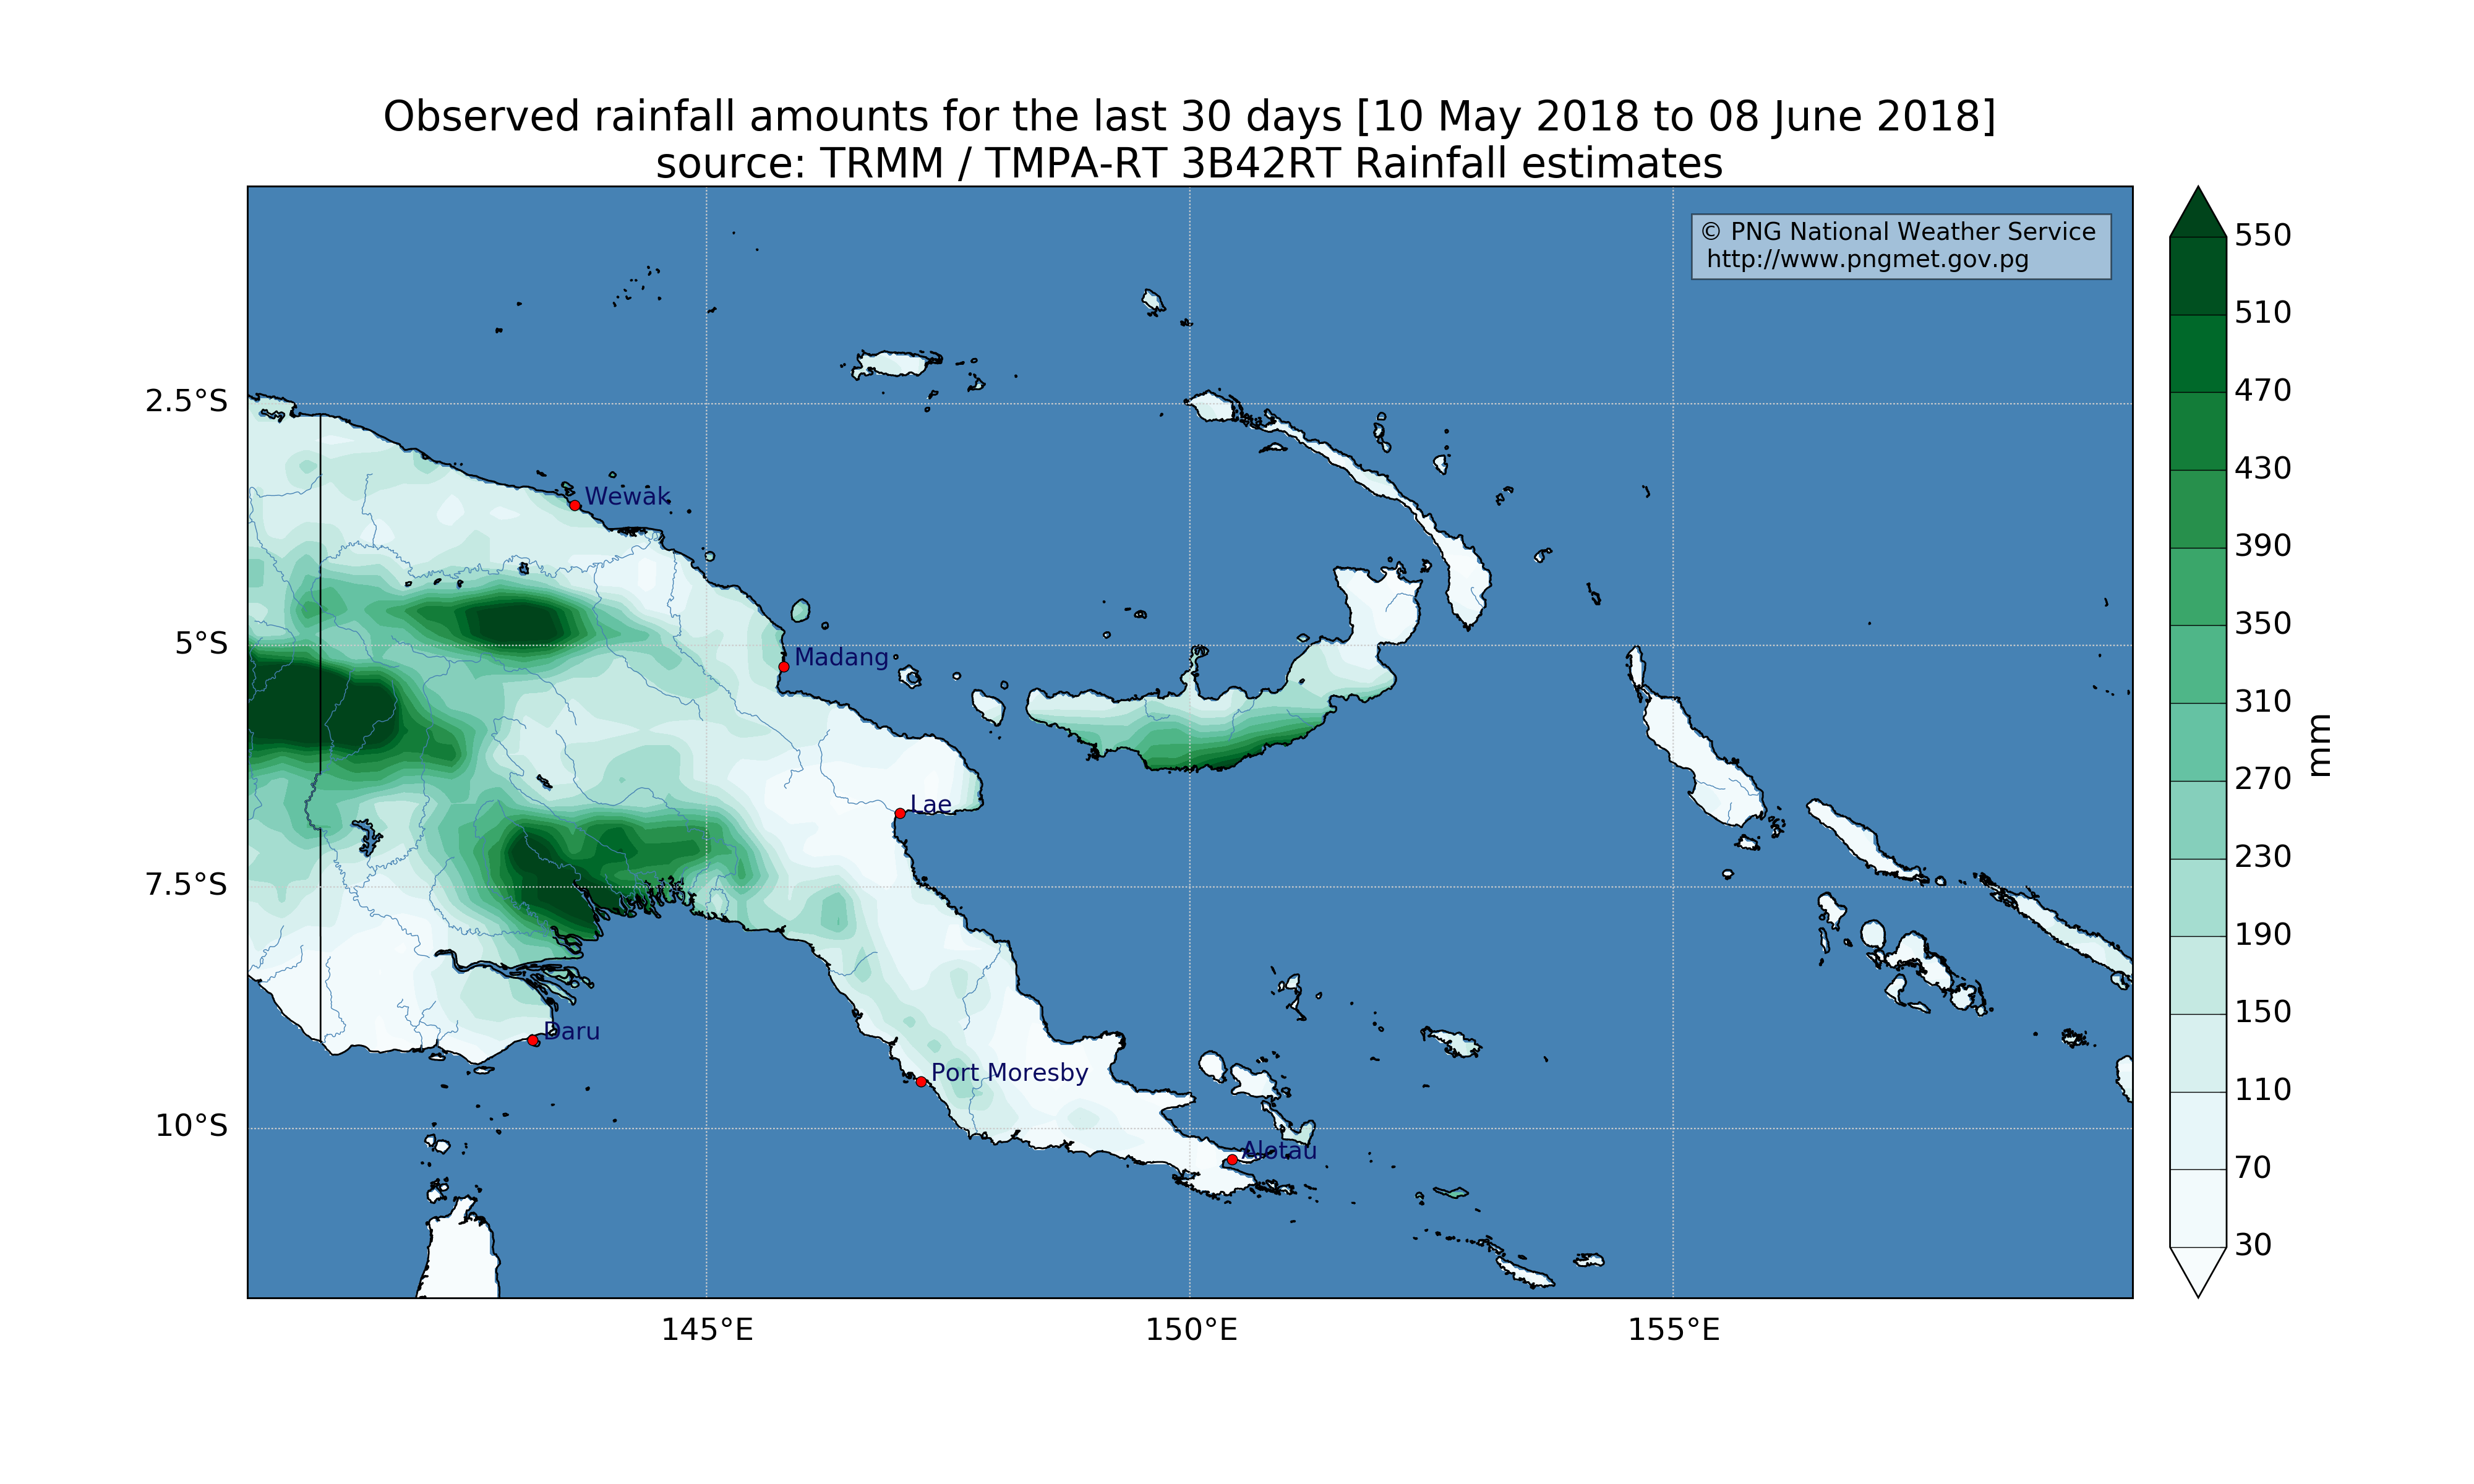 Observed rainfall amounts for the last 30 days [10 May 2018 to 08 June 2018]
source: TRMM / TMPA-RT 3B42RT Rainfall estimates
© PNG National Weather Service
http://www.pngmet.gov.pg
2.5°S
5°S
7.5°S
10°S
Wewak
Madang
Lae
Daru
Port Moresby
Alotau
145°E
150°E
155°E
550
510
470
430
390
350
310
270
230
190
150
110
70
30
mm